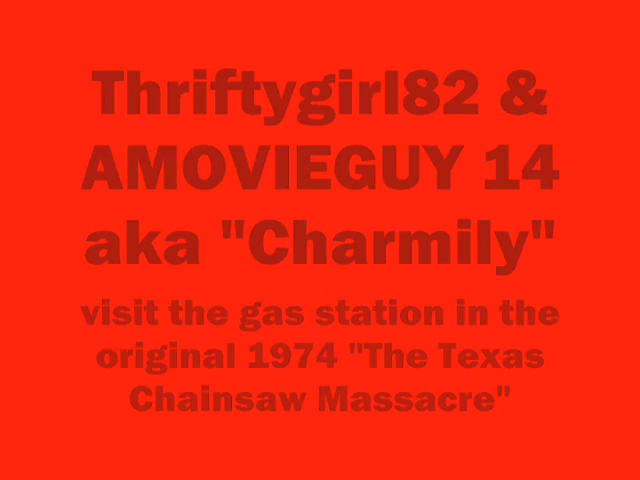 Thriftygirl82 &
AMOVIEGUY 14
aka "Charmily"
visit the gas station in the
original 1974 "The Texas
Chainsaw Massacre"